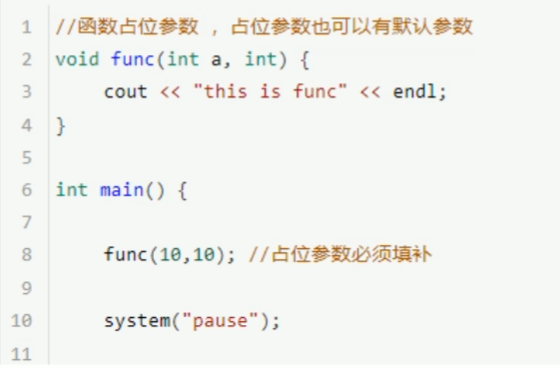 1 //函数占位参数 ，占位参数也可以有默认参数
2 void func(int a, int) {
3     cout << "this is func" << endl;
4 }
5
6 int main() {
7
8     func(10,10); //占位参数必须填补
9
10     system("pause");
11